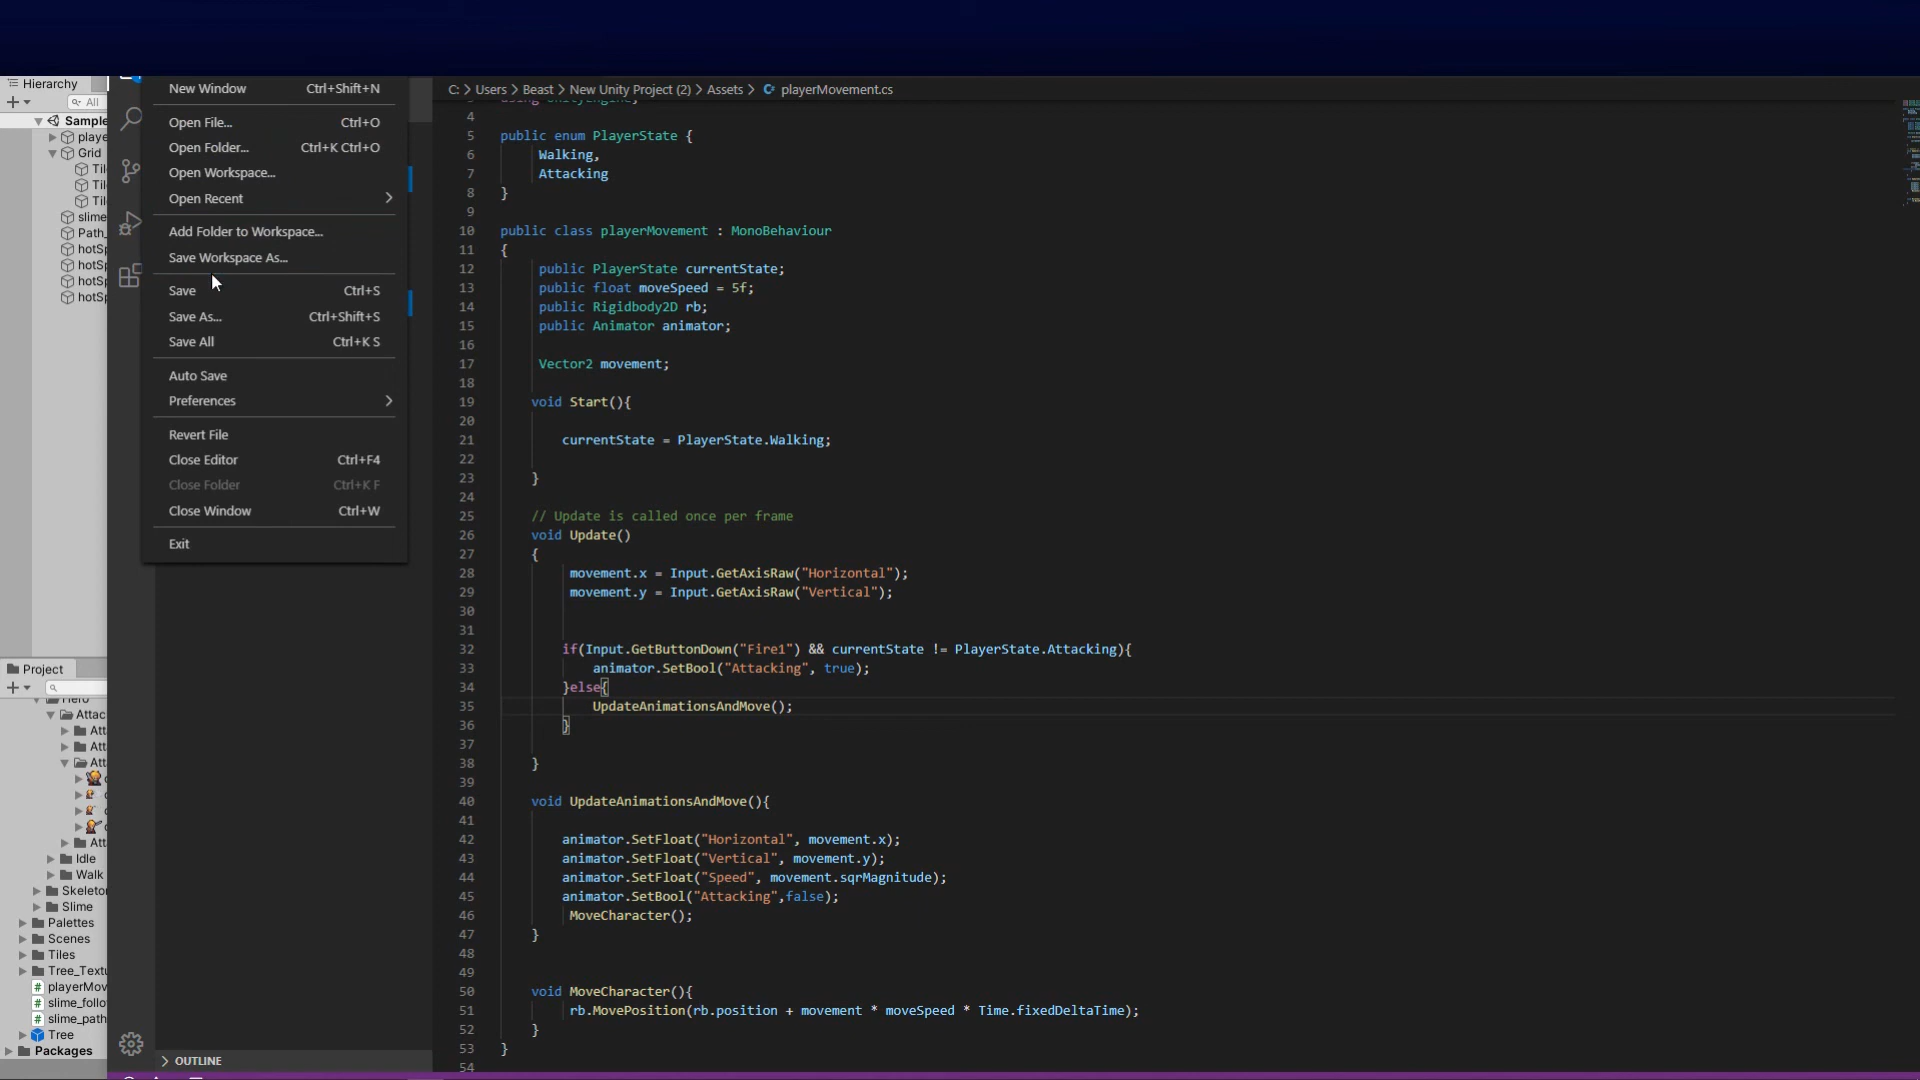 Hierarchy
All
Sample
playe
Grid
Til
Til
Til
slime
Path_
hotSp
hotSp
hotSp
hotSp
Project
Hero
Attac
Att
Att
Att
Att
Idle
Walk
Skeleto
Slime
Palettes
Scenes
Tiles
Tree_Textu
playerMov
slime_follo
slime_path
Tree
Packages
New Window Ctrl+Shift+N
Open File... Ctrl+O
Open Folder... Ctrl+K Ctrl+O
Open Workspace...
Open Recent
Add Folder to Workspace...
Save Workspace As...
Save Ctrl+S
Save As... Ctrl+Shift+S
Save All Ctrl+K S
Auto Save
Preferences
Revert File
Close Editor Ctrl+F4
Close Folder Ctrl+K F
Close Window Ctrl+W
Exit
OUTLINE
C: > Users > Beast > New Unity Project (2) > Assets > playerMovement.cs
3 using UnityEngine;
4
5 public enum PlayerState {
6 Walking,
7 Attacking
8 }
9
10 public class playerMovement : MonoBehaviour
11 {
12 public PlayerState currentState;
13 public float moveSpeed = 5f;
14 public Rigidbody2D rb;
15 public Animator animator;
16
17 Vector2 movement;
18
19 void Start(){
20
21 currentState = PlayerState.Walking;
22
23 }
24
25 // Update is called once per frame
26 void Update()
27 {
28 movement.x = Input.GetAxisRaw("Horizontal");
29 movement.y = Input.GetAxisRaw("Vertical");
30
31
32 if(Input.GetButtonDown("Fire1") && currentState != PlayerState.Attacking){
33 animator.SetBool("Attacking", true);
34 }else{
35 UpdateAnimationsAndMove();
36 }
37
38 }
39
40 void UpdateAnimationsAndMove(){
41
42 animator.SetFloat("Horizontal", movement.x);
43 animator.SetFloat("Vertical", movement.y);
44 animator.SetFloat("Speed", movement.sqrMagnitude);
45 animator.SetBool("Attacking",false);
46 MoveCharacter();
47 }
48
49
50 void MoveCharacter(){
51 rb.MovePosition(rb.position + movement * moveSpeed * Time.fixedDeltaTime);
52 }
53 }
54